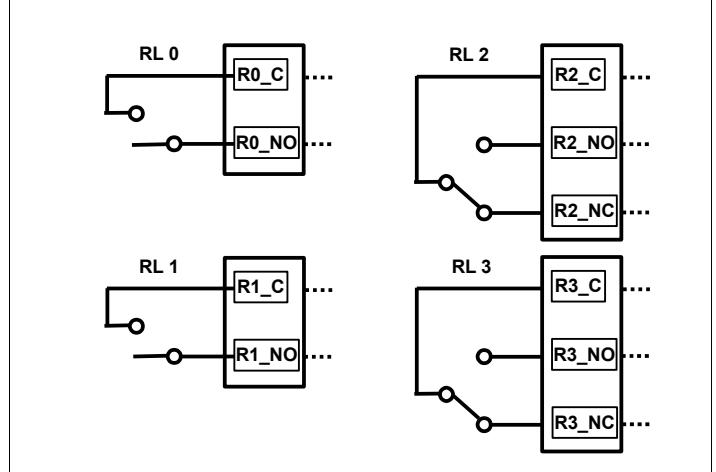 RL 0
R0_C
R0_NO
RL 2
R2_C
R2_NO
R2_NC
RL 1
R1_C
R1_NO
RL 3
R3_C
R3_NO
R3_NC